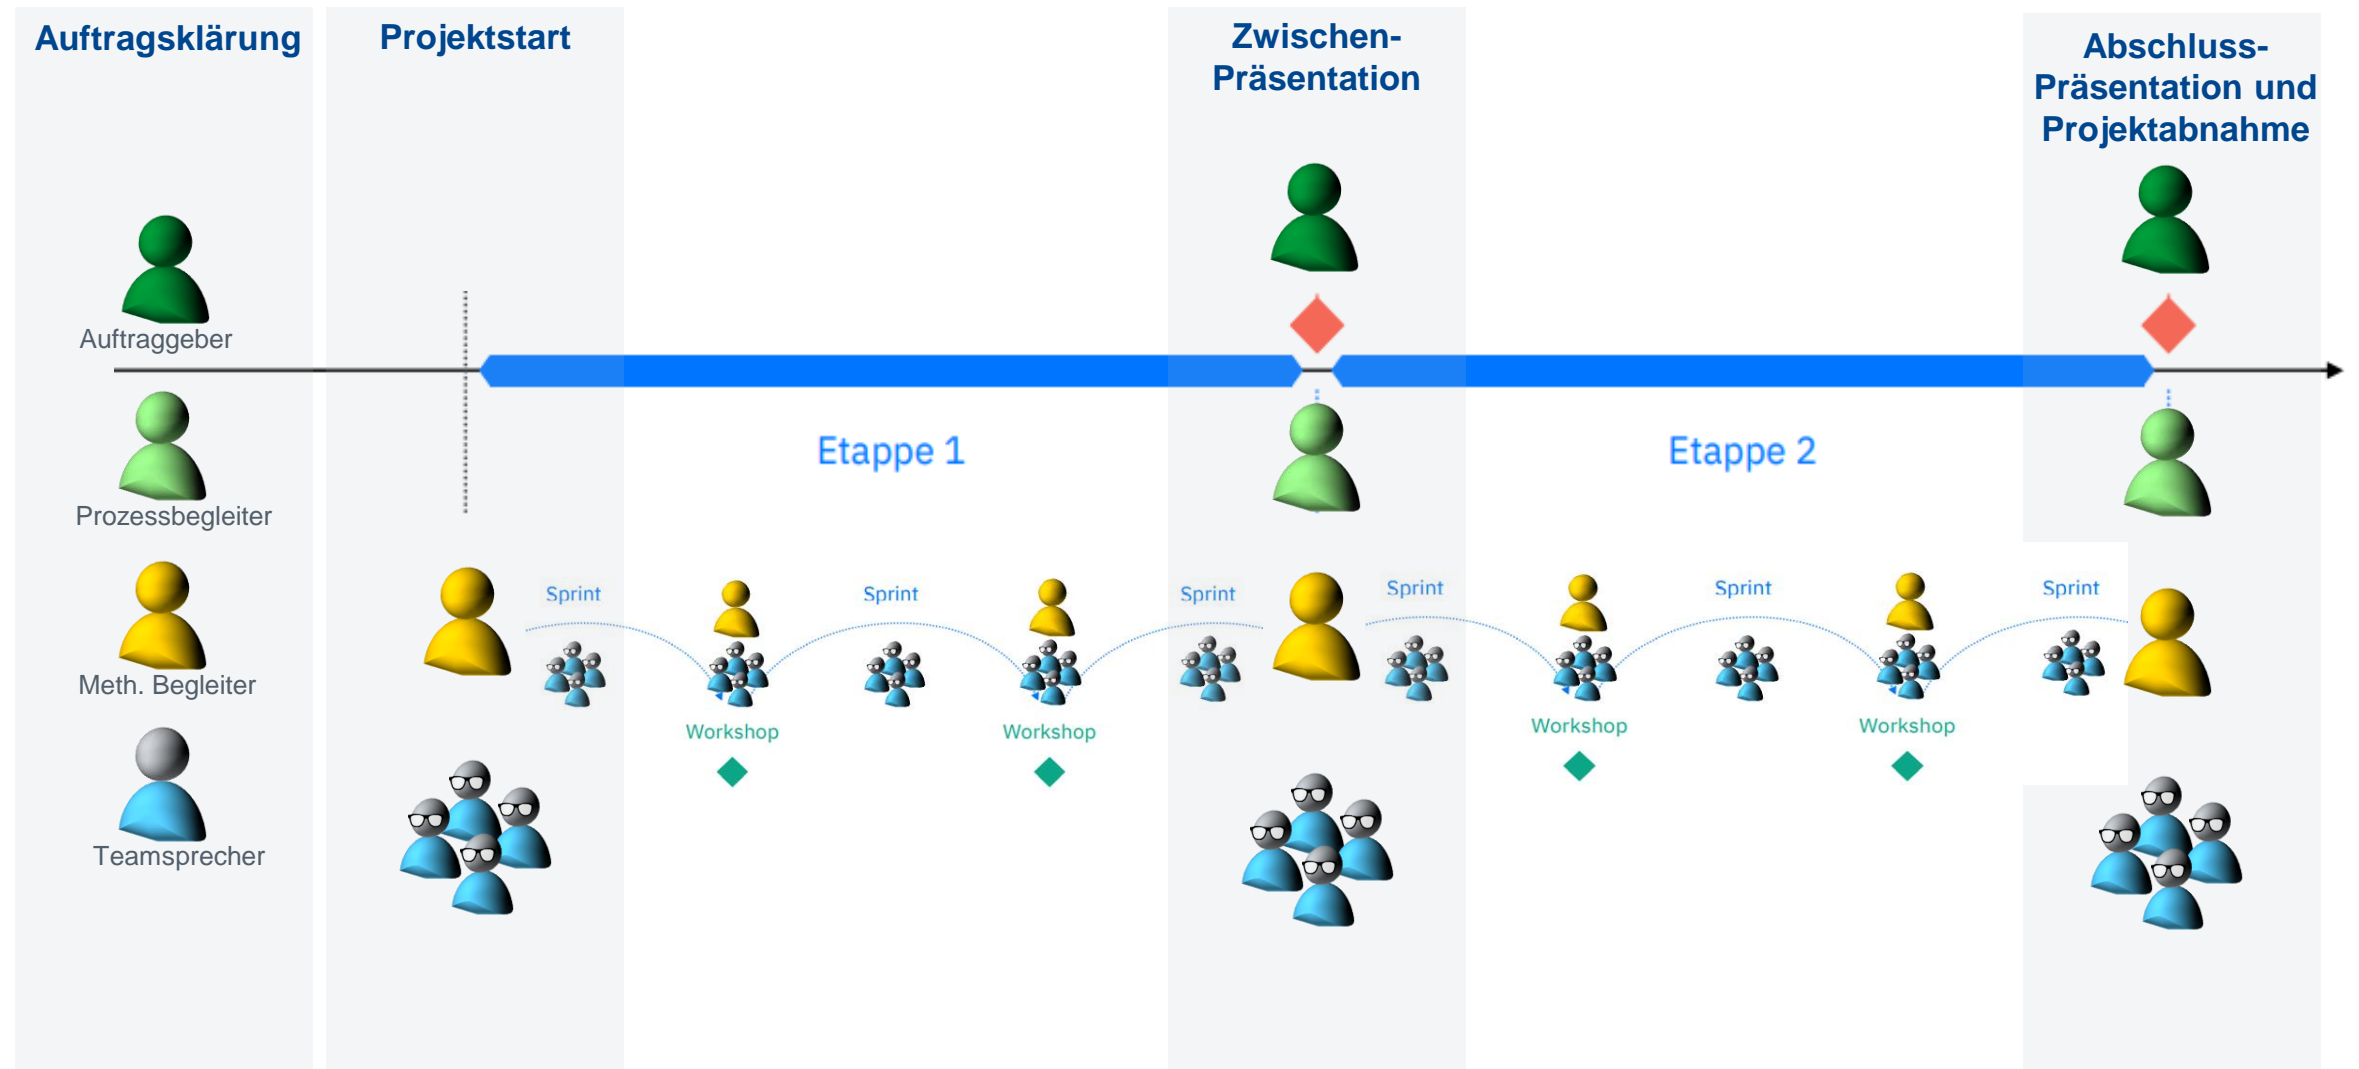 Auftragsklärung
Projektstart
Zwischen-
Präsentation
Abschluss-
Präsentation und
Projektabnahme
Auftraggeber
Prozessbegleiter
Etappe 1
Etappe 2
Meth. Begleiter
Sprint
Sprint
Sprint
Sprint
Sprint
Sprint
Workshop
Workshop
Workshop
Workshop
Teamsprecher